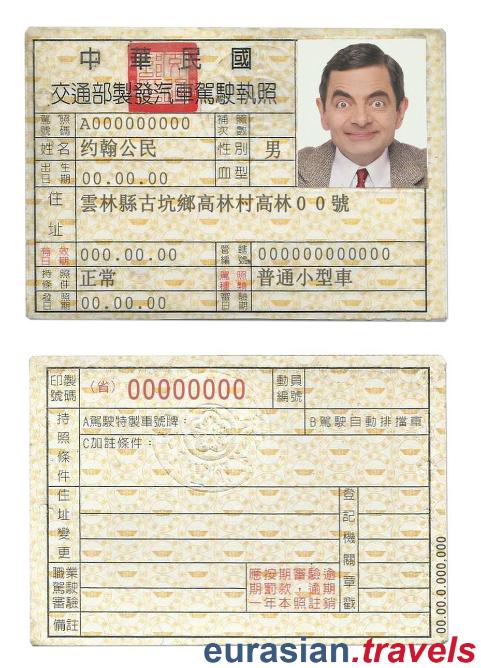 中華民國
交通部製發汽車駕駛執照
駕照號碼 A000000000 補照次數
姓名 约翰公民 性別 男
出生日期 00.00.00 血型
住址 雲林縣古坑鄉高林村高林００號
有效日期 000.00.00 管轄編號 000000000000
持照條件 正常 駕照種類 普通小型車
發照日期 00.00.00 審驗日期
印製號碼 (省) 00000000 動員編號
持照條件 A駕駛特製車號牌： B駕駛自動排擋車
C加註條件：
住址變更 登記機關章戳
職業駕駛審驗 應按期審驗逾期罰款，逾期一年本照註銷
備註
00.00.0.000,000
eurasian.travels